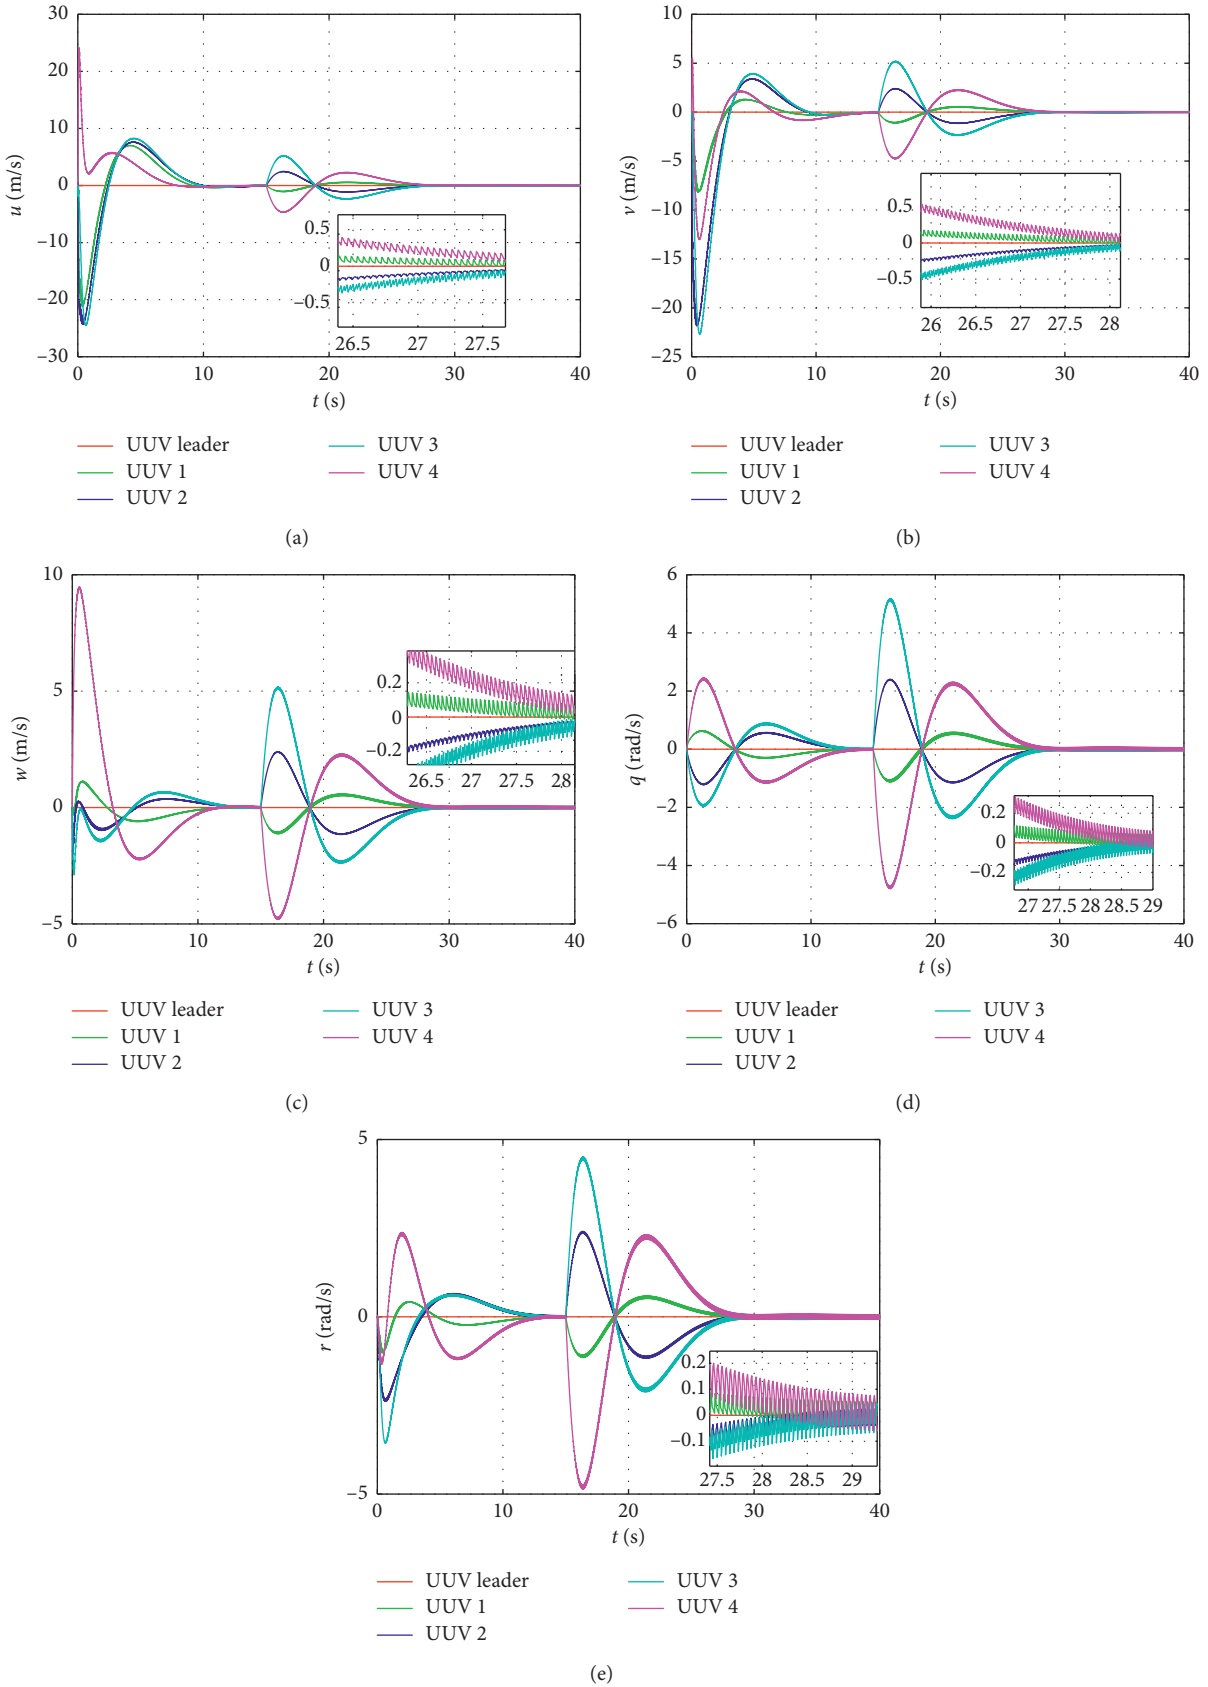 30
20
10
0
−10
−20
−30
u (m/s)
0.5
0
−0.5
26.5 27 27.5
0 10 20 30 40
t (s)
UUV leader
UUV 1
UUV 2
UUV 3
UUV 4
(a)
10
5
0
−5
−10
−15
−20
−25
v (m/s)
0.5
0
−0.5
26 26.5 27 27.5 28
0 10 20 30 40
t (s)
UUV leader
UUV 1
UUV 2
UUV 3
UUV 4
(b)
10
5
0
−5
w (m/s)
0.2
0
−0.2
26.5 27 27.5 28
0 10 20 30 40
t (s)
UUV leader
UUV 1
UUV 2
UUV 3
UUV 4
(c)
6
4
2
0
−2
−4
−6
q (rad/s)
0.2
0
−0.2
27 27.5 28 28.5 29
0 10 20 30 40
t (s)
UUV leader
UUV 1
UUV 2
UUV 3
UUV 4
(d)
5
0
−5
r (rad/s)
0.2
0.1
0
−0.1
27.5 28 28.5 29
0 10 20 30 40
t (s)
UUV leader
UUV 1
UUV 2
UUV 3
UUV 4
(e)